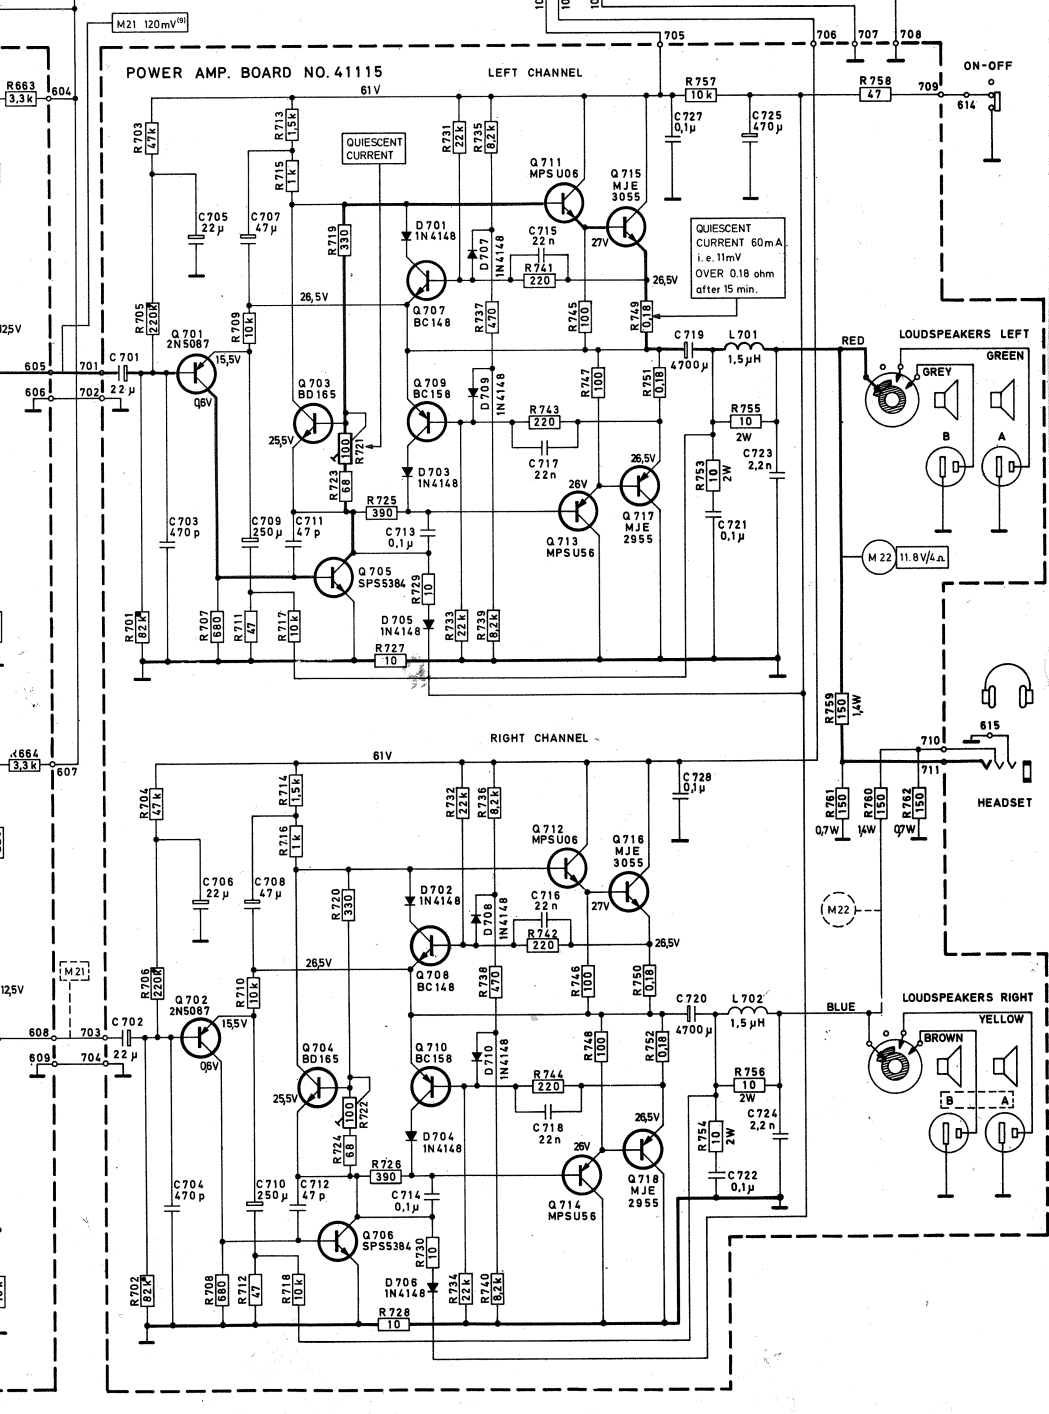 M21 120mV(9)
705
706
707
708
POWER AMP. BOARD NO. 41115
LEFT CHANNEL
ON-OFF
R663
3,3k
604
61V
R757
10k
R758
47
709
614
R703
47k
R713
1,5k
R715
1k
QUIESCENT
CURRENT
R731
22k
R735
8,2k
Q711
MPSU06
Q715
MJE
3055
C727
0,1µ
C725
470µ
C705
22µ
C707
47µ
R719
330
D701
1N4148
D707
1N4148
C715
22n
R741
220
27V
26,5V
QUIESCENT
CURRENT 60mA
i.e. 11mV
OVER 0.18 ohm
after 15 min.
R705
220k
R709
10k
26,5V
Q707
BC148
R737
470
R745
100
R749
0,18
12,5V
Q701
2N5087
15,5V
C719
4700µ
L701
1,5µH
RED
LOUDSPEAKERS LEFT
GREEN
GREY
605
701
C701
22µ
606
702
0,6V
Q703
BD165
Q709
BC158
D709
1N4148
R747
100
R751
0,18
R743
220
R755
10
2W
B
A
25,5V
100
R721
R723
68
D703
1N4148
C717
22n
26,5V
R753
10
2W
C723
2,2n
R725
390
26V
Q717
MJE
2955
C703
470p
C709
250µ
C711
47p
C713
0,1µ
Q713
MPSU56
C721
0,1µ
M22
11.8V/4Ω
Q705
SPS5384
R729
10
R701
82k
R707
680
R711
47
R717
10k
D705
1N4148
R733
22k
R739
8,2k
R727
10
R759
150
1,4W
615
RIGHT CHANNEL
R664
3,3k
607
61V
710
711
HEADSET
R704
47k
R714
1,5k
R716
1k
R732
22k
R736
8,2k
C728
0,1µ
R761
150
0,7W
R760
150
1,4W
R762
150
0,7W
Q712
MPSU06
Q716
MJE
3055
C706
22µ
C708
47µ
R720
330
D702
1N4148
D708
1N4148
C716
22n
R742
220
27V
26,5V
M22
M21
R706
220k
R710
10k
26,5V
Q708
BC148
R738
470
R746
100
R750
0,18
12,5V
Q702
2N5087
15,5V
C720
4700µ
L702
1,5µH
BLUE
LOUDSPEAKERS RIGHT
YELLOW
BROWN
608
703
C702
22µ
609
704
0,6V
Q704
BD165
Q710
BC158
D710
1N4148
R748
100
R752
0,18
R744
220
R756
10
2W
B
A
25,5V
100
R722
R724
68
D704
1N4148
C718
22n
26,5V
R754
10
2W
C724
2,2n
R726
390
26V
Q718
MJE
2955
C704
470p
C710
250µ
C712
47p
C714
0,1µ
Q714
MPSU56
C722
0,1µ
Q706
SPS5384
R730
10
R702
82k
R708
680
R712
47
R718
10k
D706
1N4148
R734
22k
R740
8,2k
R728
10